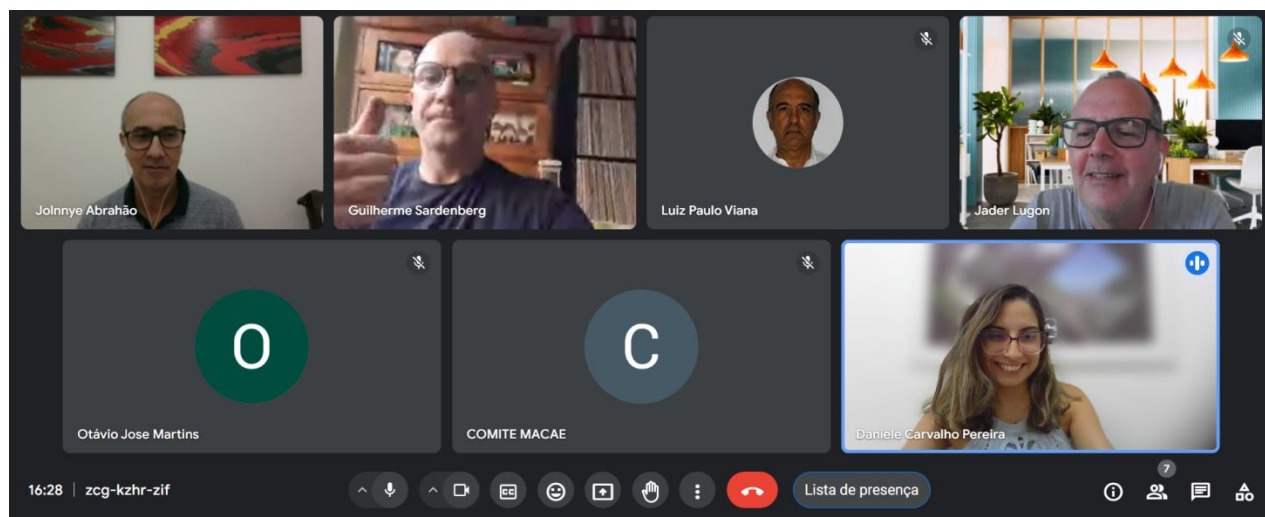 Jolnnye Abrahão
Guilherme Sardenberg
Luiz Paulo Viana
Jader Lugon
O
Otávio Jose Martins
C
COMITE MACAE
Daniele Carvalho Pereira
7
16:28 | zcg-kzhr-zif
CC
Lista de presença